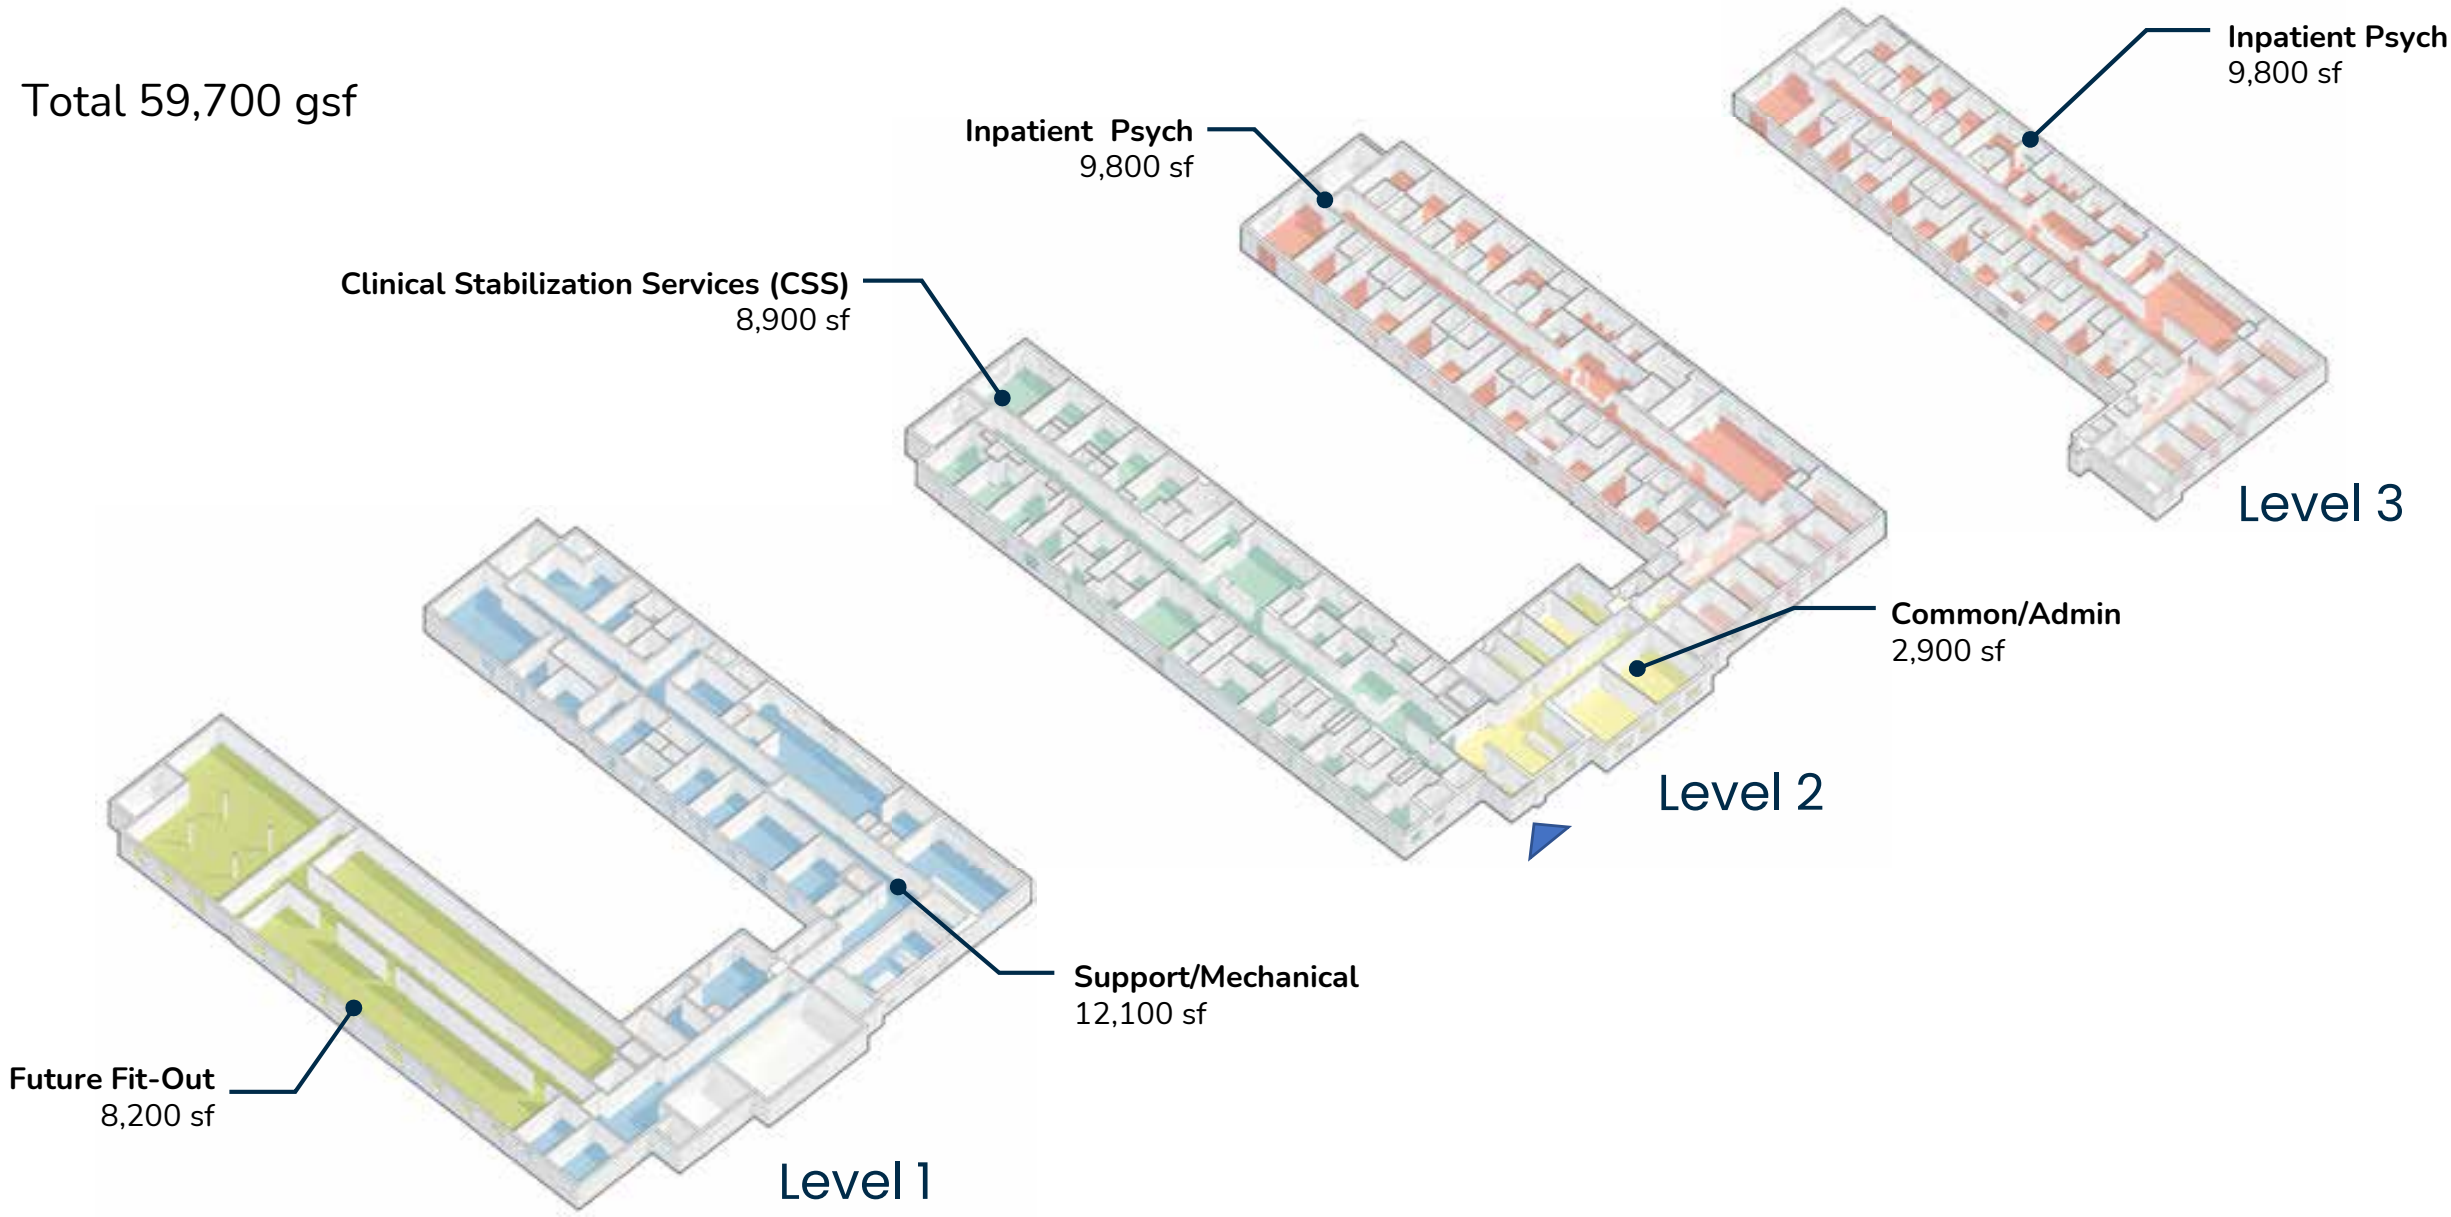 Total 59,700 gsf
Inpatient Psych
9,800 sf
Level 3
Inpatient Psych
9,800 sf
Clinical Stabilization Services (CSS)
8,900 sf
Common/Admin
2,900 sf
Level 2
Support/Mechanical
12,100 sf
Future Fit-Out
8,200 sf
Level 1